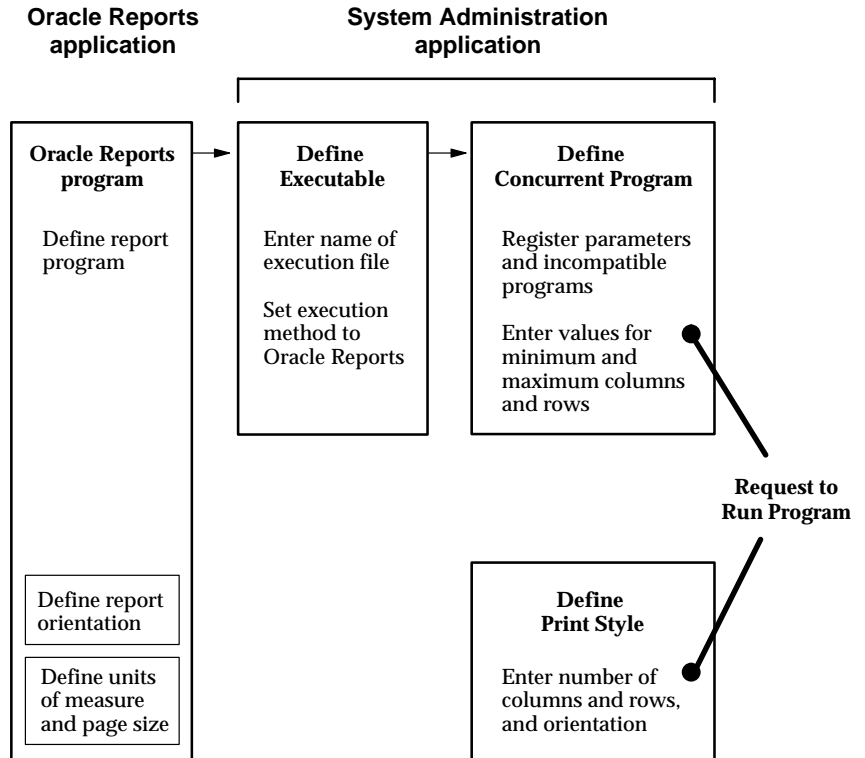 Oracle Reports
application
System Administration
application
Oracle Reports
program
Define report
program
Define report
orientation
Define units
of measure
and page size
Define
Executable
Enter name of
execution file
Set execution
method to
Oracle Reports
Define
Concurrent Program
Register parameters
and incompatible
programs
Enter values for
minimum and
maximum columns
and rows
Request to
Run Program
Define
Print Style
Enter number of
columns and rows,
and orientation